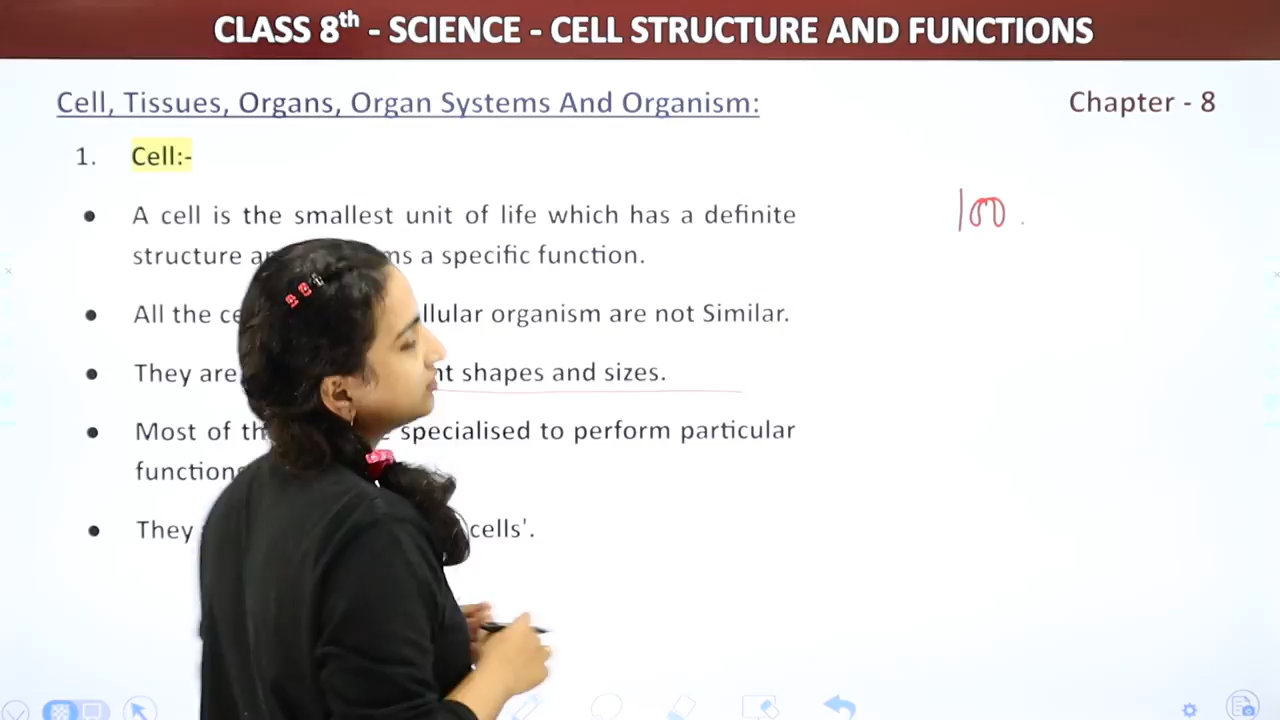 CLASS 8th - SCIENCE - CELL STRUCTURE AND FUNCTIONS
Cell, Tissues, Organs, Organ Systems And Organism:
Chapter - 8
1. Cell:-
• A cell is the smallest unit of life which has a definite
structure a specific function.
100
• All the organism are not Similar.
• They are shapes and sizes.
• Most of specialised to perform particular
• They cells'.